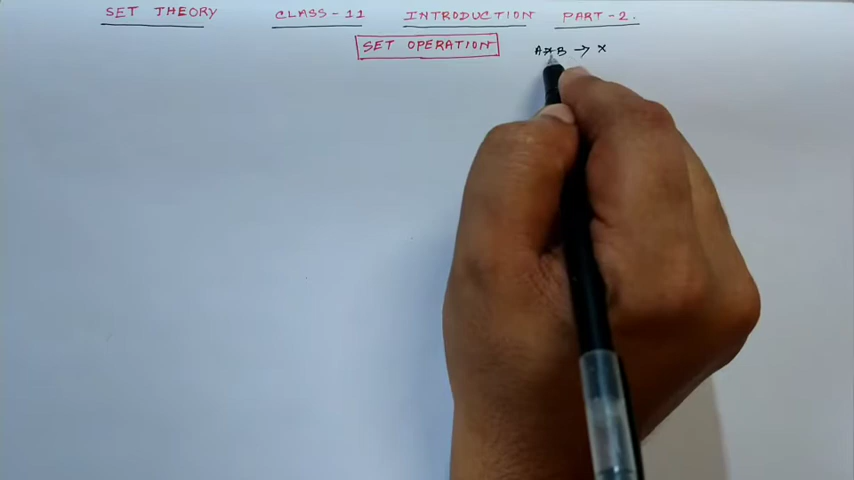 SET THEORY CLASS-11 INTRODUCTION PART-2.
SET OPERATION A*B → X